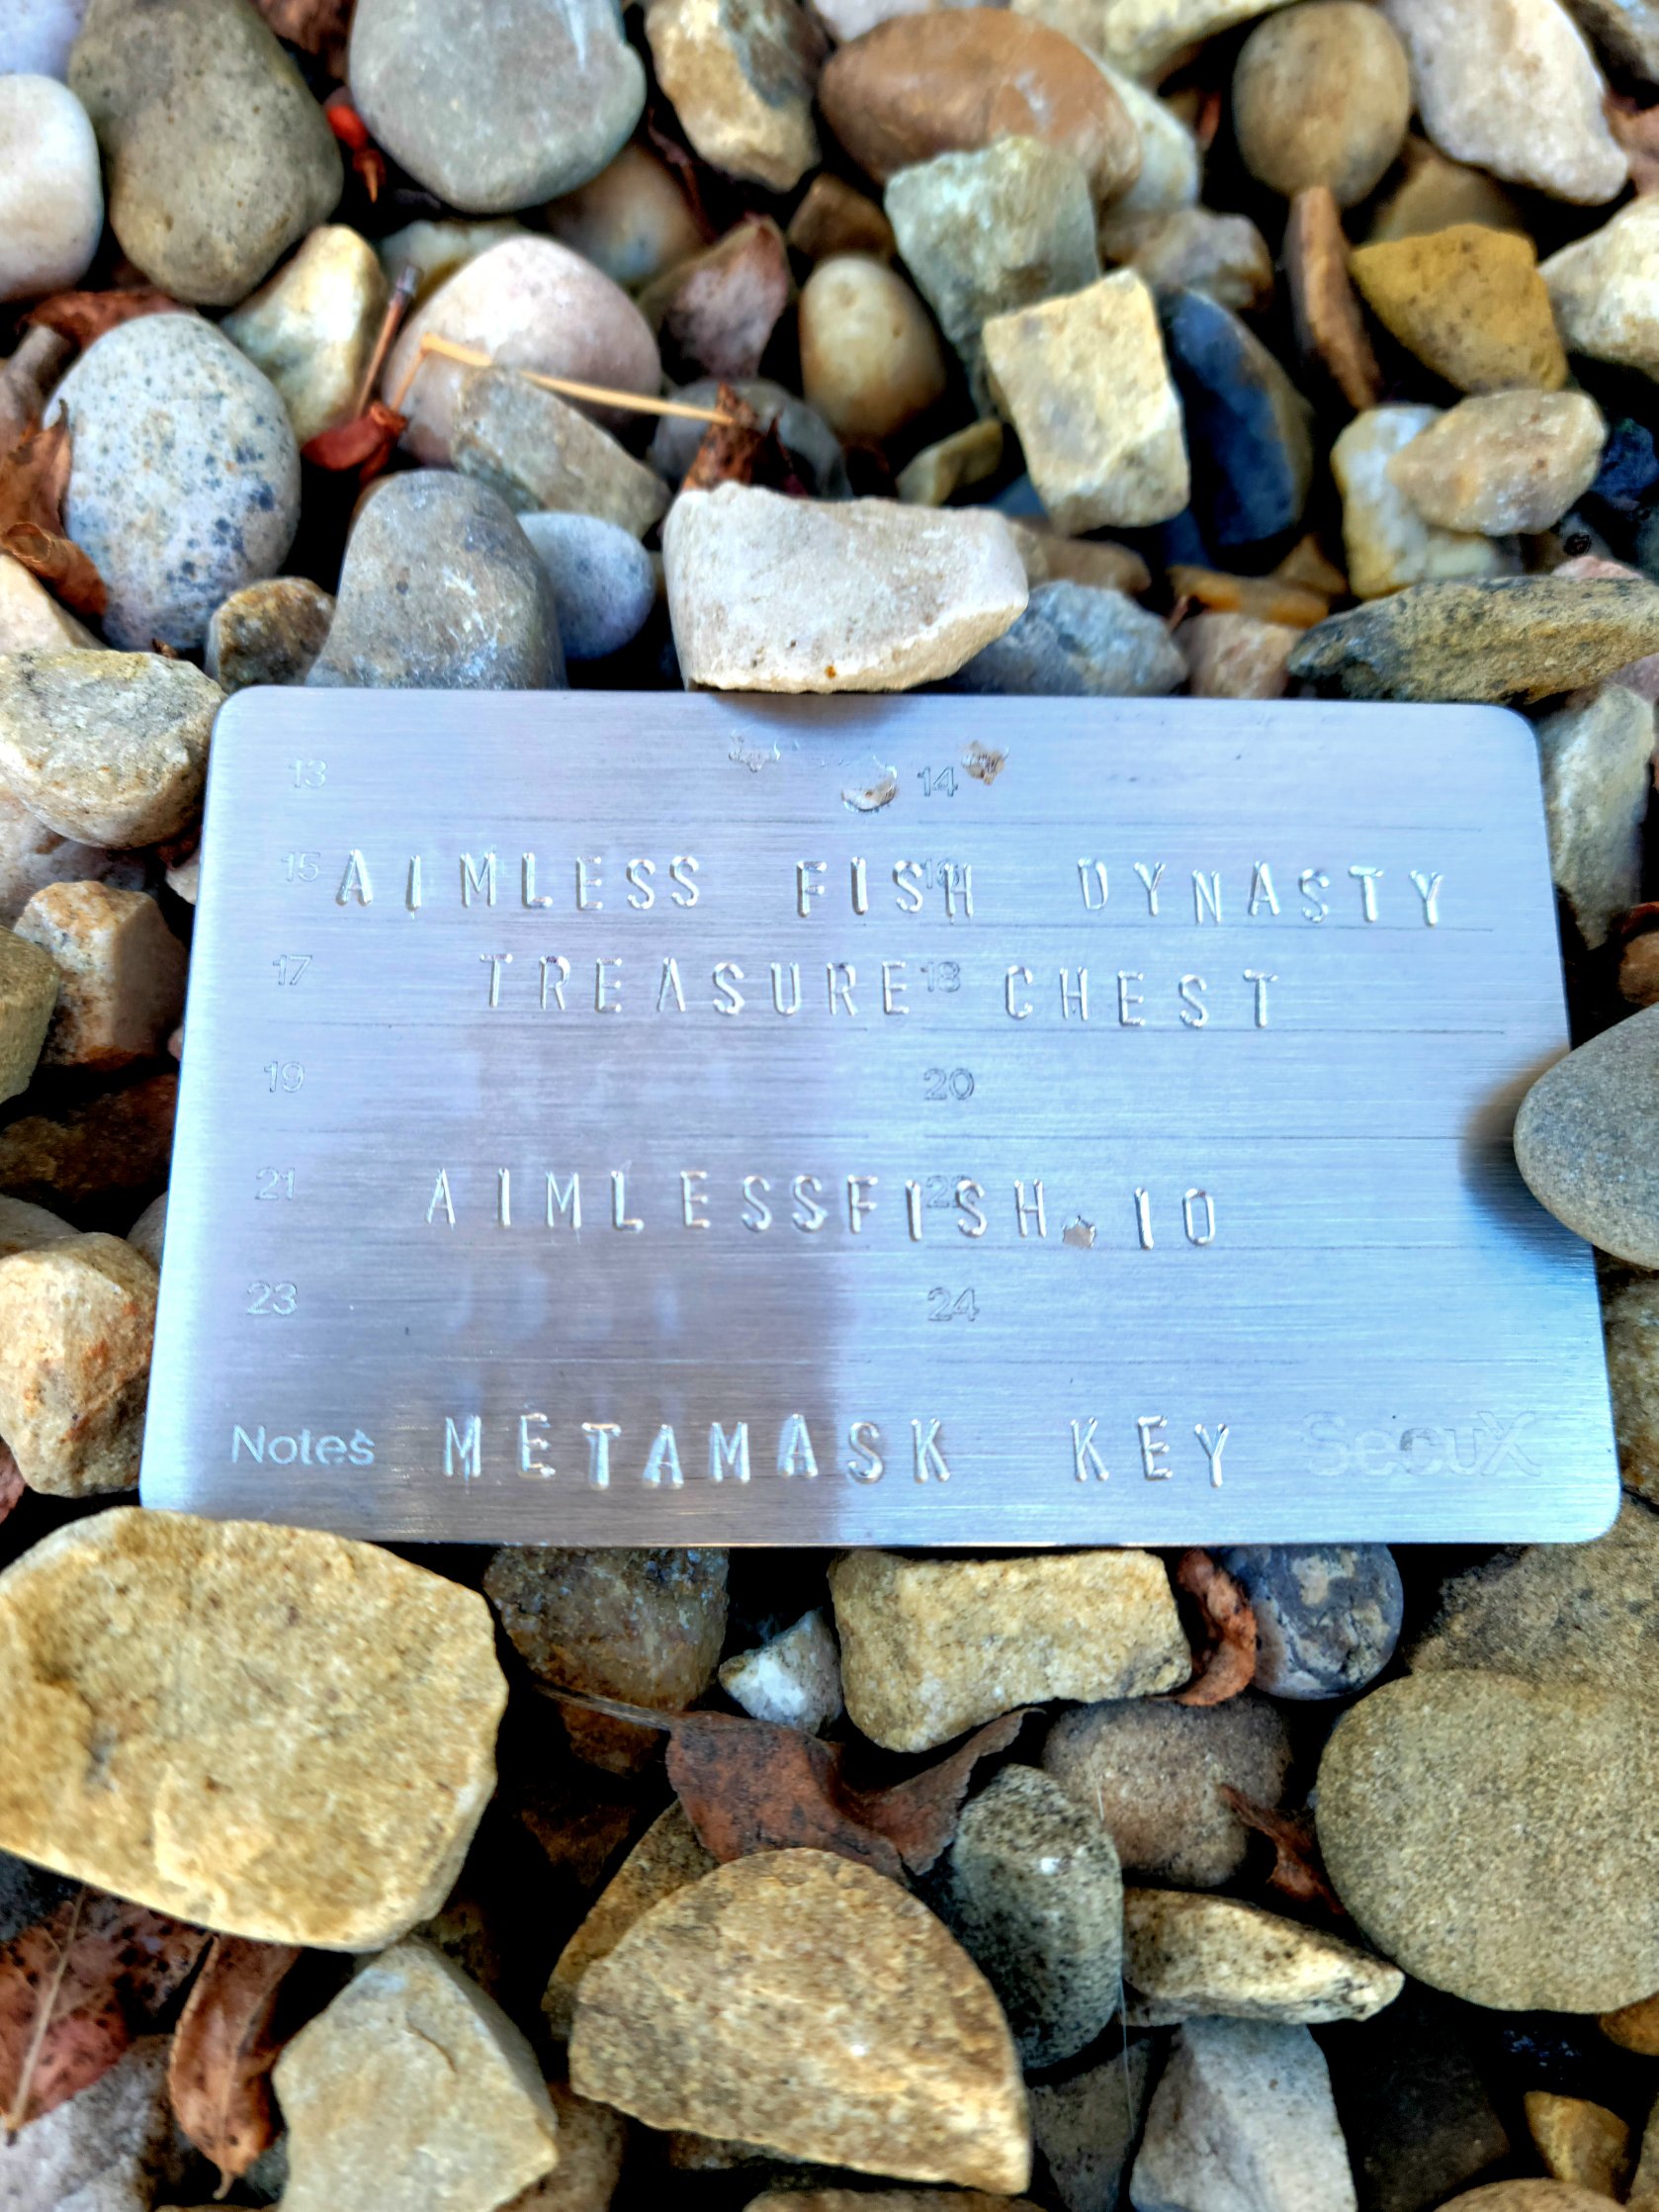 13 14
15 AIMLESS FISH 16 DYNASTY
17 TREASURE 18 CHEST
19 20
21 AIMLESSFISH.IO 22
23 24
Notes METAMASK KEY SecuX